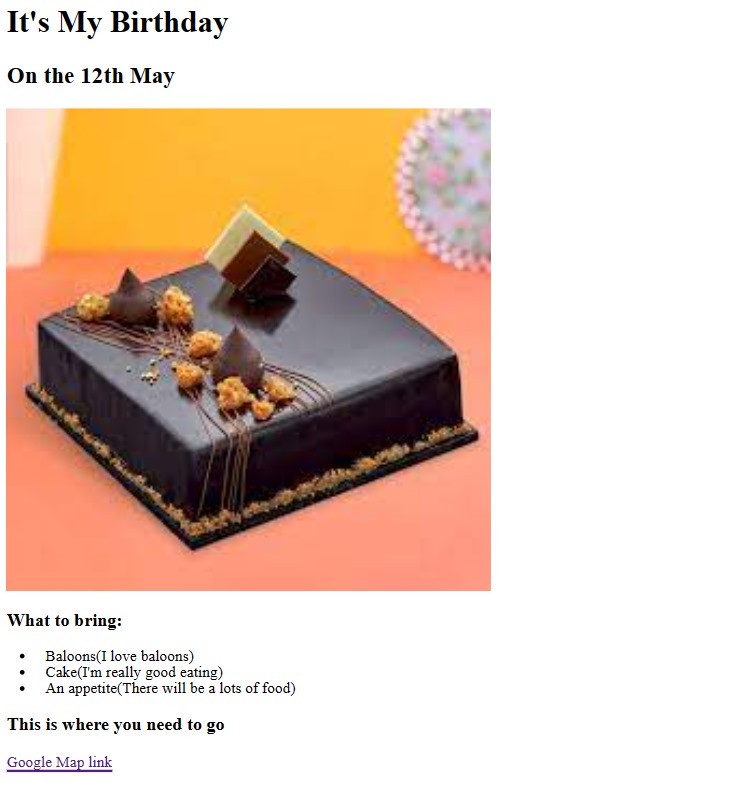 It's My Birthday
On the 12th May
What to bring:
Baloons(I love baloons)
Cake(I'm really good eating)
An appetite(There will be a lots of food)
This is where you need to go
Google Map link